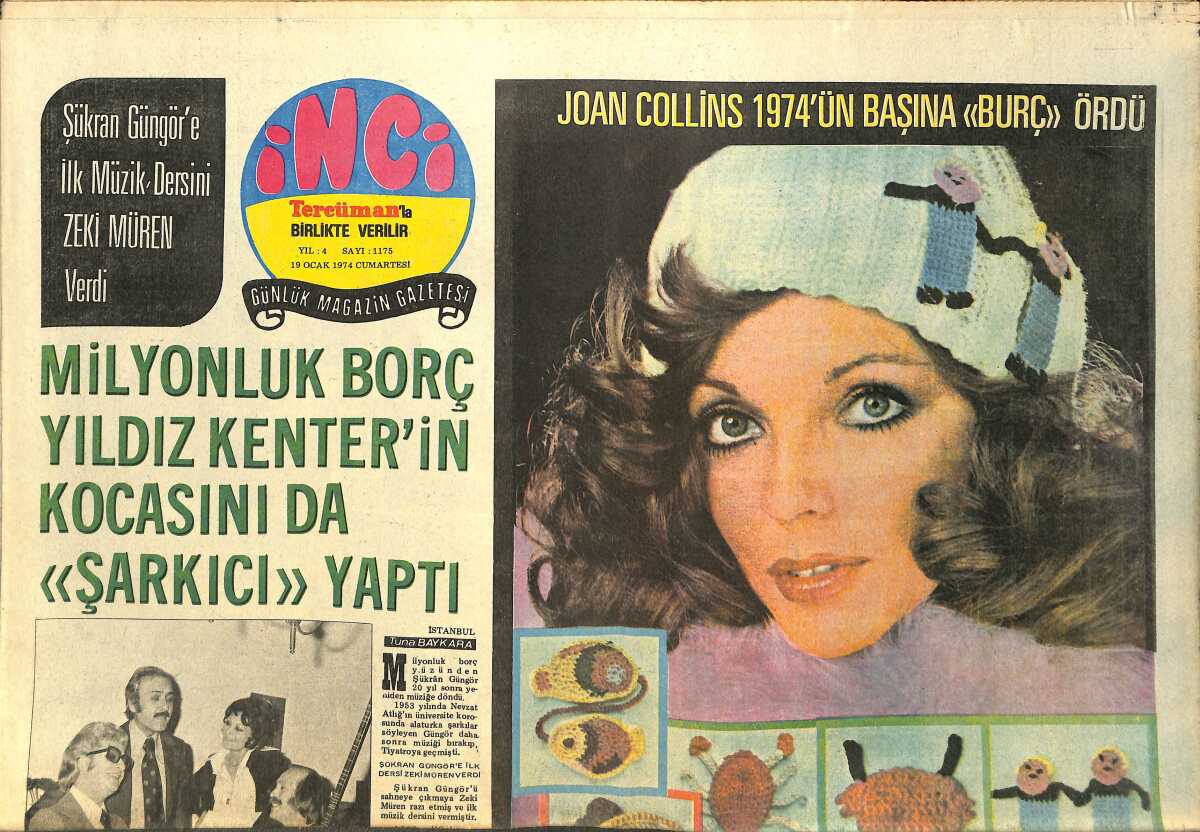 Şükran Güngör'e
İlk Müzik Dersini
ZEKİ MÜREN
Verdi
İNCİ
Tercüman'la
BİRLİKTE VERİLİR
YIL : 4 SAYI : 1175
19 OCAK 1974 CUMARTESİ
GÜNLÜK MAGAZİN GAZETESİ
JOAN COLLİNS 1974'ÜN BAŞINA «BURÇ» ÖRDÜ
MİLYONLUK BORÇ
YILDIZ KENTER'İN
KOCASINI DA
«ŞARKICI» YAPTI
İSTANBUL
Tuna BAYKARA
Milyonluk borç
yüzünden
Şükrân Güngör
20 yıl sonra ye-
niden müziğe döndü.
1953 yılında Nevzat
Atlığ'ın üniversite koro-
sunda alaturka şarkılar
söyleyen Güngör daha
sonra müziği bırakıp,
Tiyatroya geçmişti.
ŞÜKRAN GÜNGÖR'E İLK
DERSİ ZEKİ MÜREN VERDİ
Şükran Güngör'ü
sahneye çıkmaya Zeki
Müren razı etmiş ve ilk
müzik dersini vermiştir.